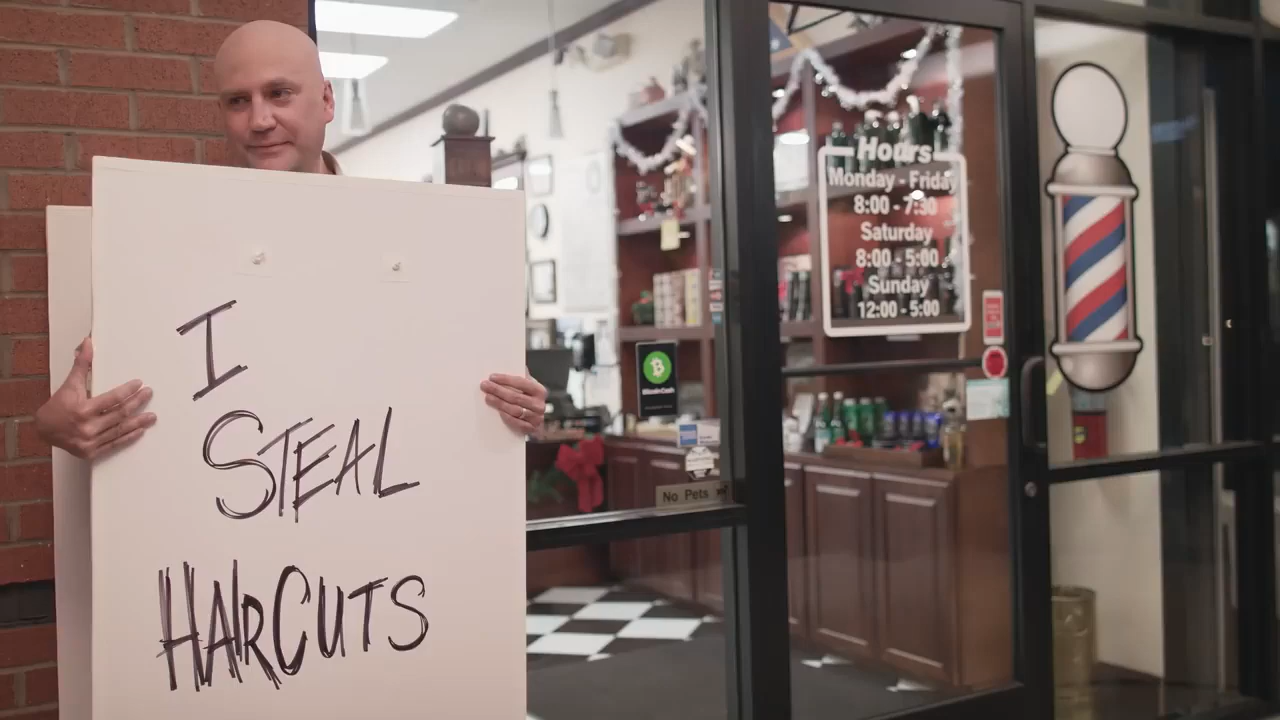 I
STEAL
HAIRCUTS
Hours
Monday - Friday
8:00 - 7:30
Saturday
8:00 - 5:00
Sunday
12:00 - 5:00
BitcoinCash
No Pets